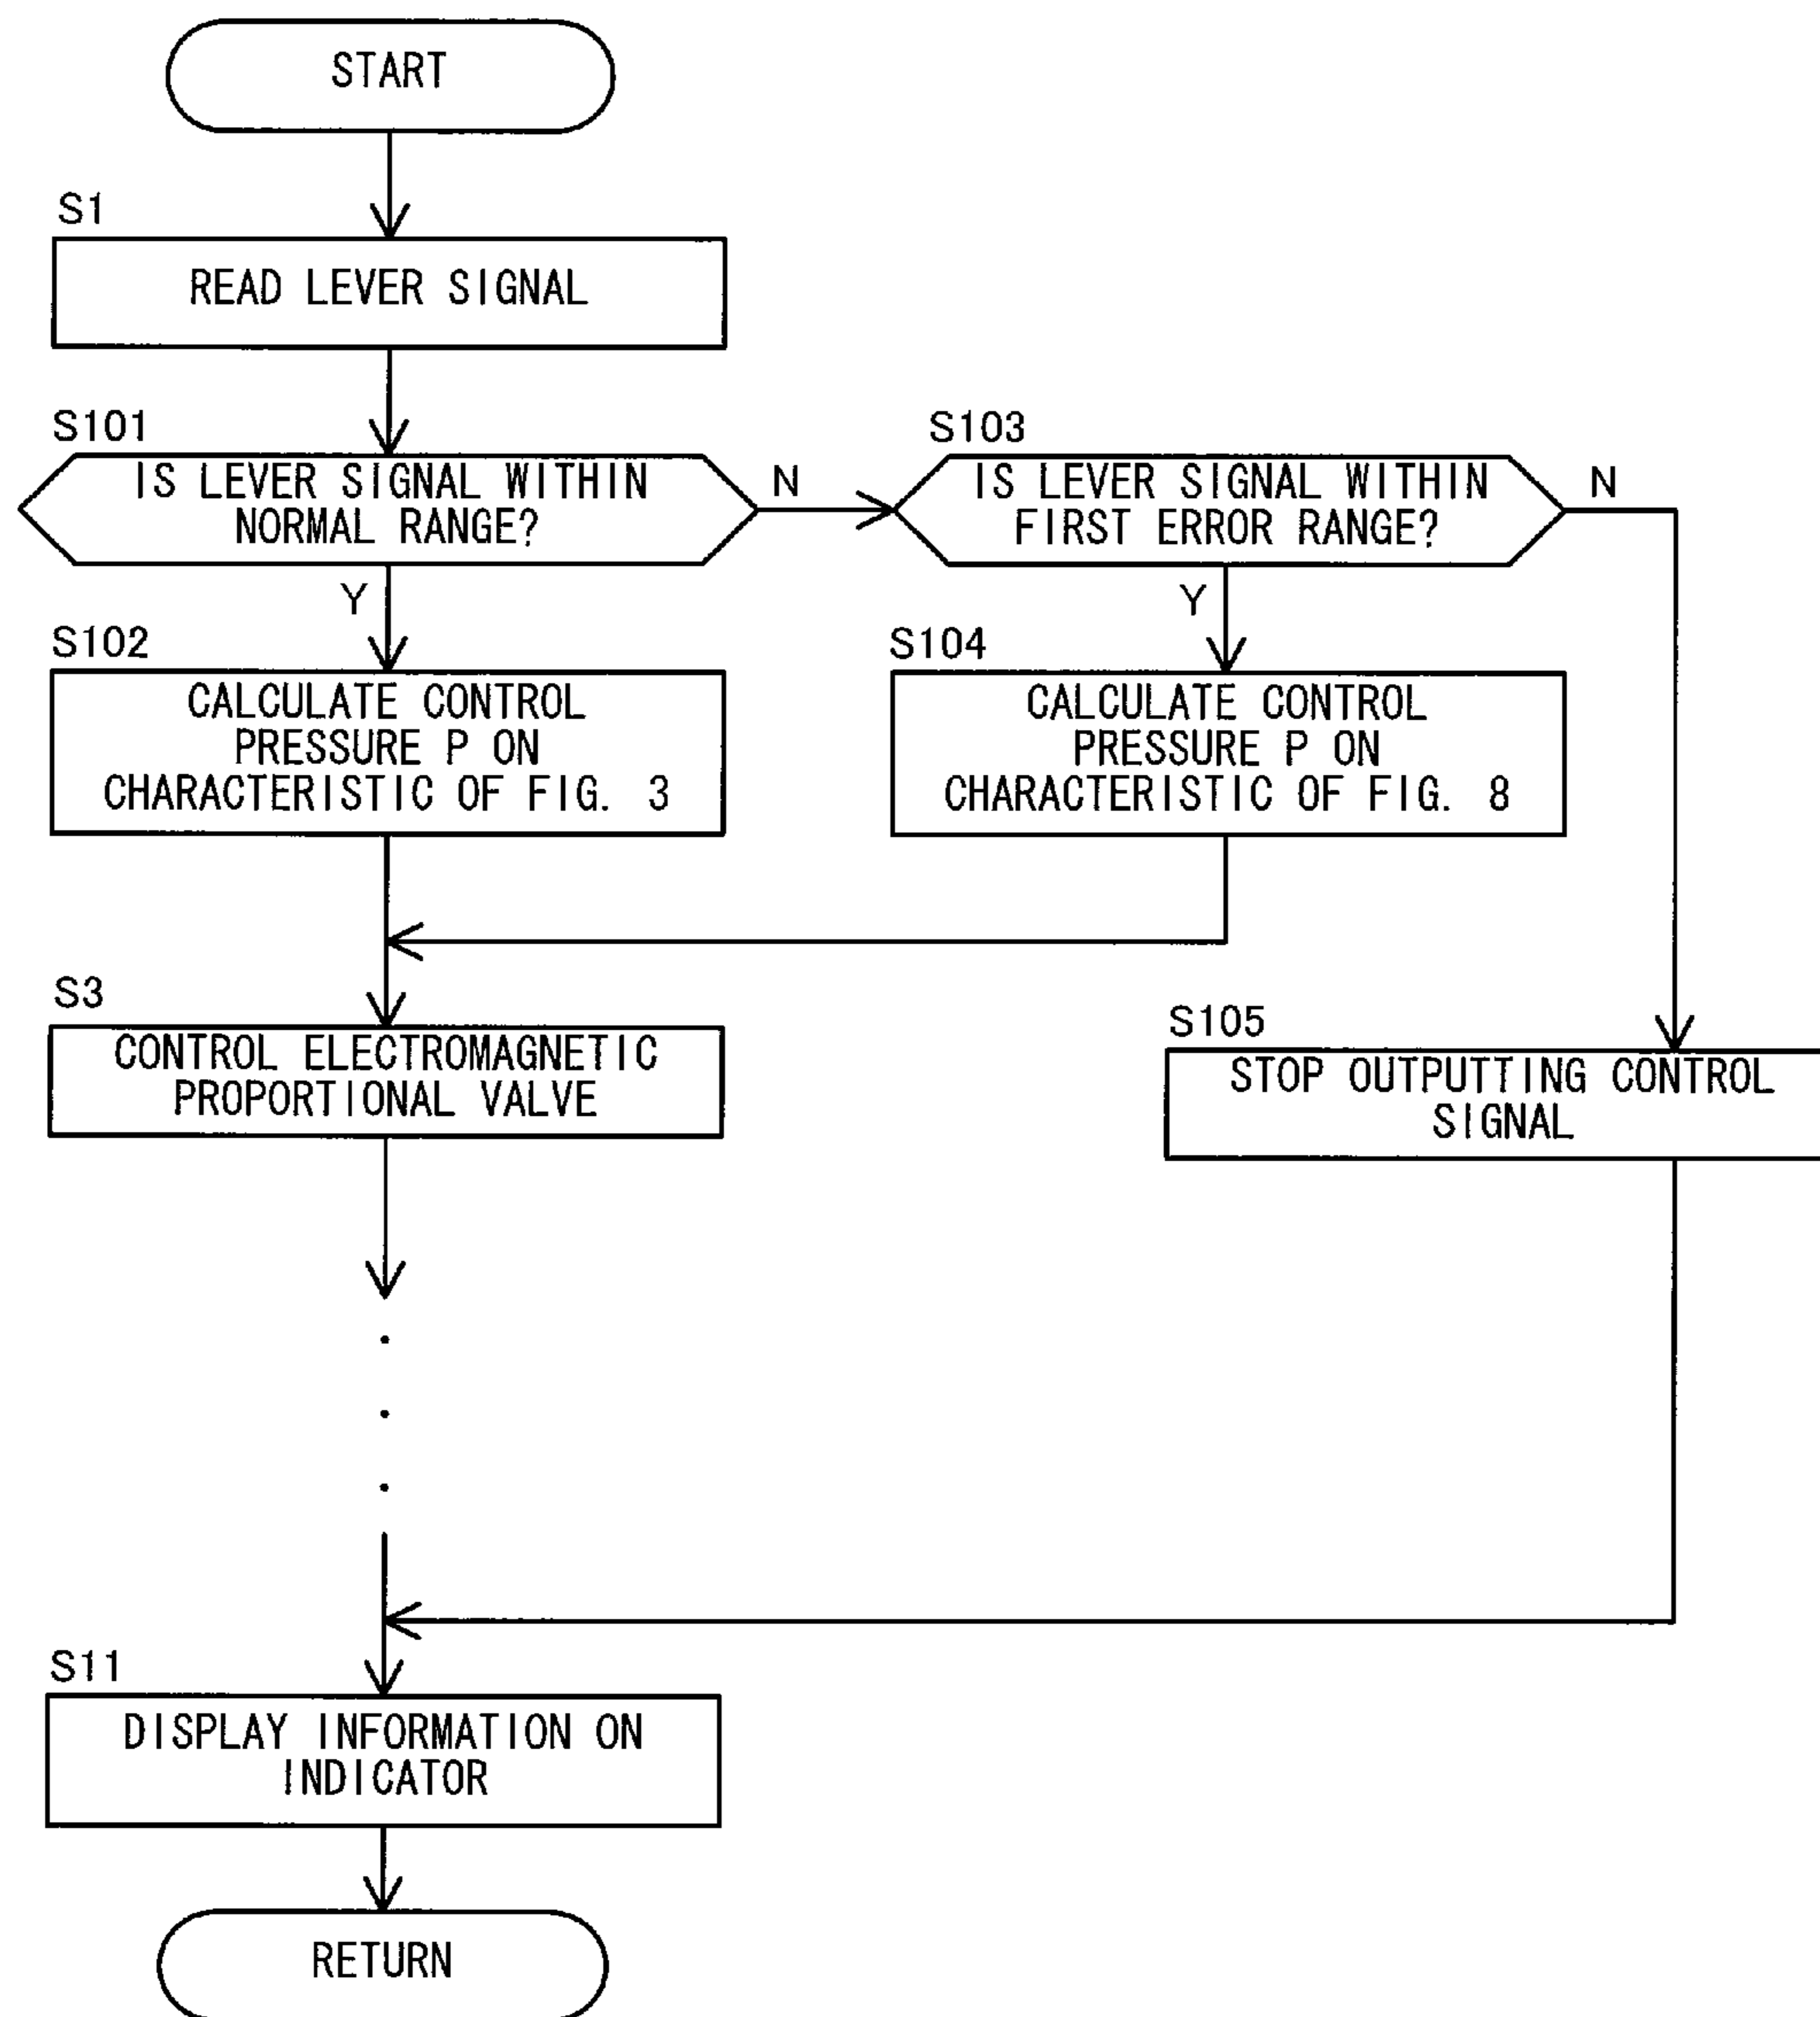 START
S1
READ LEVER SIGNAL
S101
IS LEVER SIGNAL WITHIN
NORMAL RANGE?
N
S103
IS LEVER SIGNAL WITHIN
FIRST ERROR RANGE?
N
Y
Y
S102
CALCULATE CONTROL
PRESSURE P ON
CHARACTERISTIC OF FIG. 3
S104
CALCULATE CONTROL
PRESSURE P ON
CHARACTERISTIC OF FIG. 8
S3
CONTROL ELECTROMAGNETIC
PROPORTIONAL VALVE
S105
STOP OUTPUTTING CONTROL
SIGNAL
S11
DISPLAY INFORMATION ON
INDICATOR
RETURN